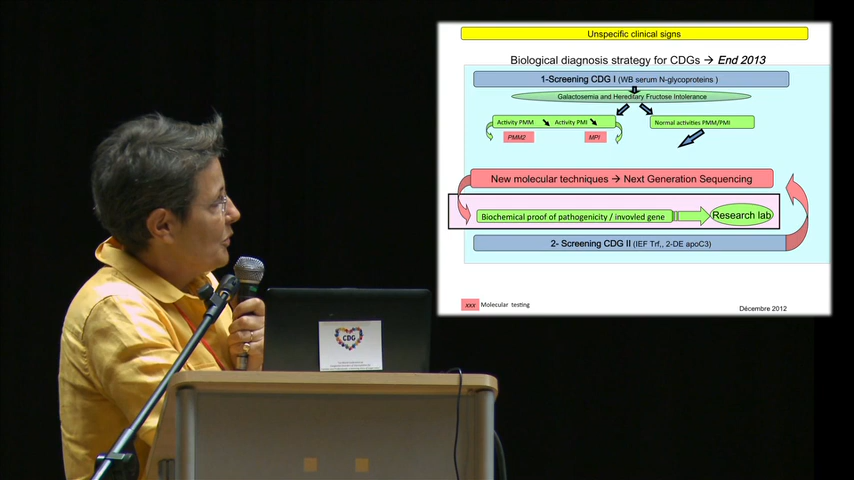 Unspecific clinical signs
Biological diagnosis strategy for CDGs → End 2013
1-Screening CDG I (WB serum N-glycoproteins )
Galactosemia and Hereditary Fructose Intolerance
Activity PMM Activity PMI
Normal activities PMM/PMI
PMM2 MPI
New molecular techniques → Next Generation Sequencing
Biochemical proof of pathogenicity / invovled gene
Research lab
2- Screening CDG II (IEF Trf,, 2-DE apoC3)
xxx Molecular testing
Décembre 2012
CDG